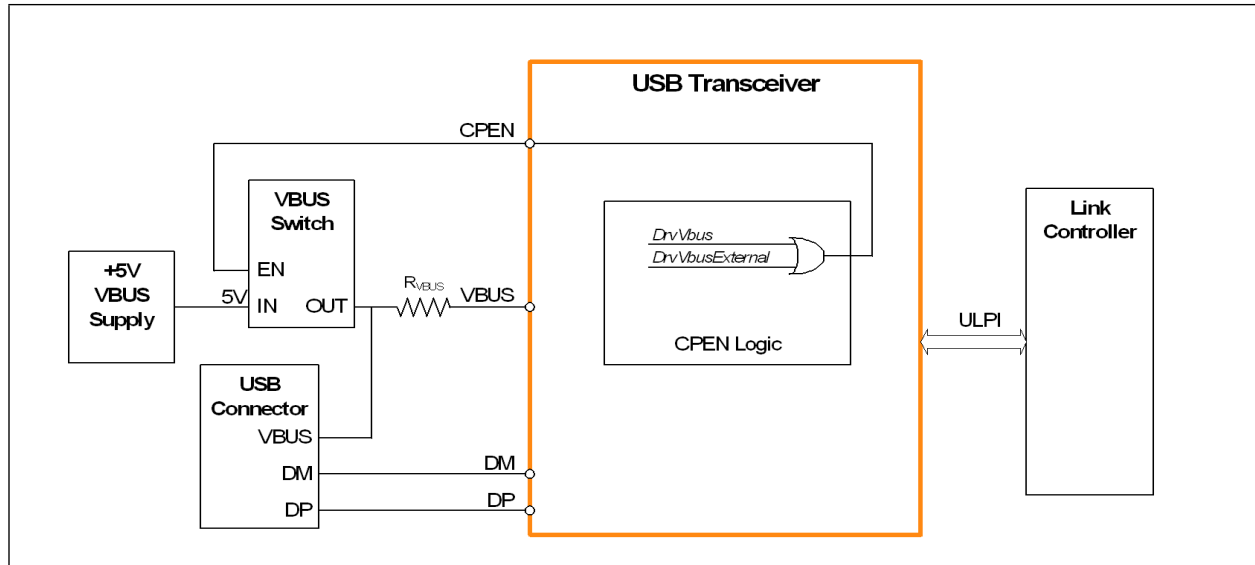 USB Transceiver
CPEN
VBUS
Switch
EN
5V
IN
OUT
+5V
VBUS
Supply
RVBUS
VBUS
DrvVbus
DrvVbusExternal
CPEN Logic
ULPI
Link
Controller
USB
Connector
VBUS
DM
DP
DM
DP